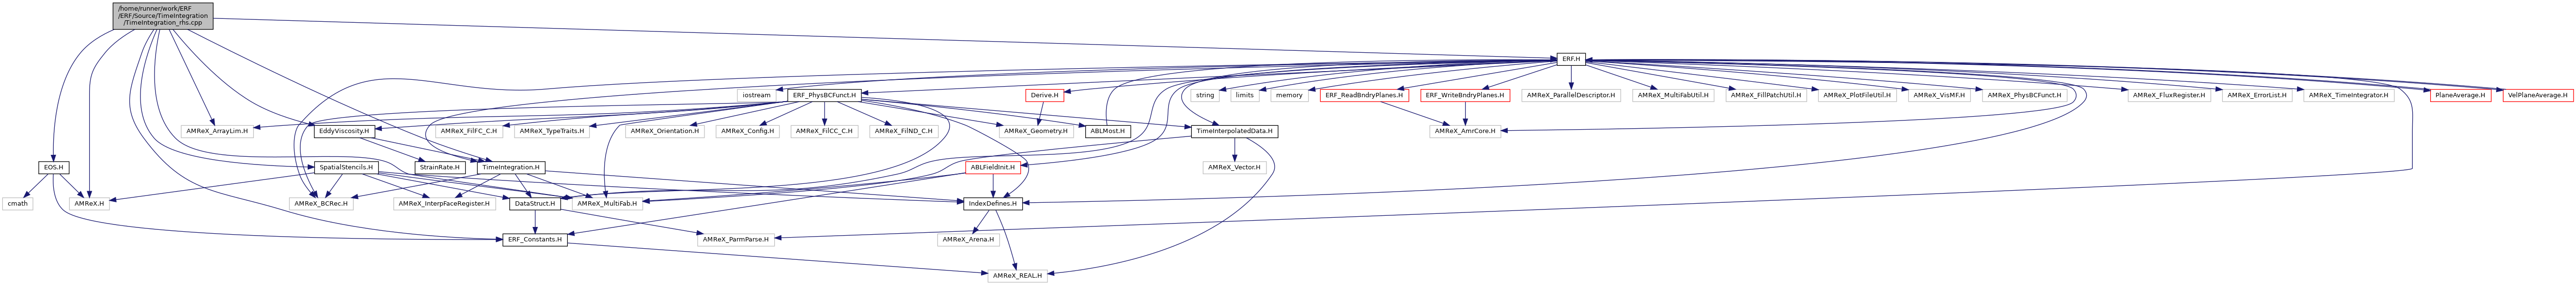 /home/runner/work/ERF
/ERF/Source/TimeIntegration
/TimeIntegration_rhs.cpp
ERF.H
iostream
ERF_PhysBCFunct.H
Derive.H
string
limits
memory
ERF_ReadBndryPlanes.H
ERF_WriteBndryPlanes.H
AMReX_ParallelDescriptor.H
AMReX_MultiFabUtil.H
AMReX_FillPatchUtil.H
AMReX_PlotFileUtil.H
AMReX_VisMF.H
AMReX_PhysBCFunct.H
AMReX_FluxRegister.H
AMReX_ErrorList.H
AMReX_TimeIntegrator.H
PlaneAverage.H
VelPlaneAverage.H
AMReX_ArrayLim.H
EddyViscosity.H
AMReX_FilFC_C.H
AMReX_TypeTraits.H
AMReX_Orientation.H
AMReX_Config.H
AMReX_FilCC_C.H
AMReX_FilND_C.H
AMReX_Geometry.H
ABLMost.H
TimeInterpolatedData.H
AMReX_AmrCore.H
EOS.H
SpatialStencils.H
StrainRate.H
TimeIntegration.H
ABLFieldInit.H
AMReX_Vector.H
cmath
AMReX.H
AMReX_BCRec.H
AMReX_InterpFaceRegister.H
DataStruct.H
AMReX_MultiFab.H
IndexDefines.H
ERF_Constants.H
AMReX_ParmParse.H
AMReX_Arena.H
AMReX_REAL.H